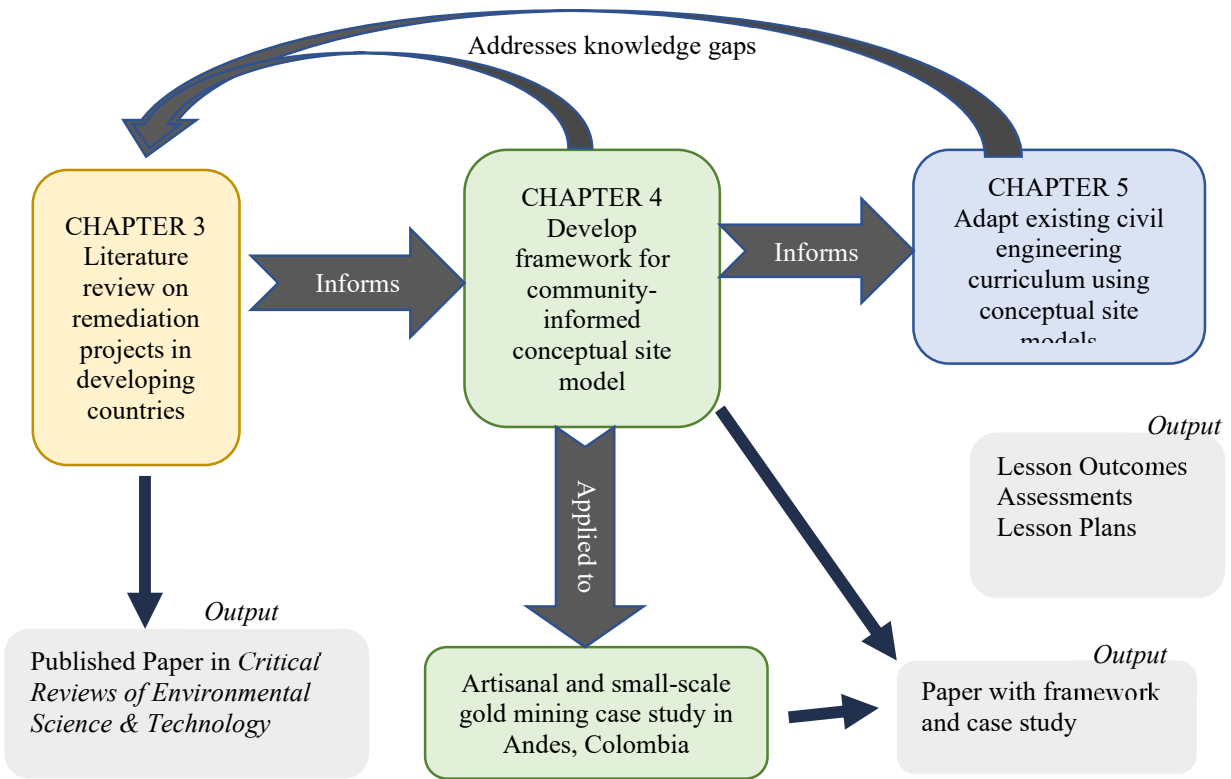 Addresses knowledge gaps
CHAPTER 3
Literature
review on
remediation
projects in
developing
countries
Informs
CHAPTER 4
Develop
framework for
community-
informed
conceptual site
model
Informs
CHAPTER 5
Adapt existing civil
engineering
curriculum using
conceptual site
models
Applied to
Output
Lesson Outcomes
Assessments
Lesson Plans
Output
Published Paper in Critical
Reviews of Environmental
Science & Technology
Artisanal and small-scale
gold mining case study in
Andes, Colombia
Output
Paper with framework
and case study